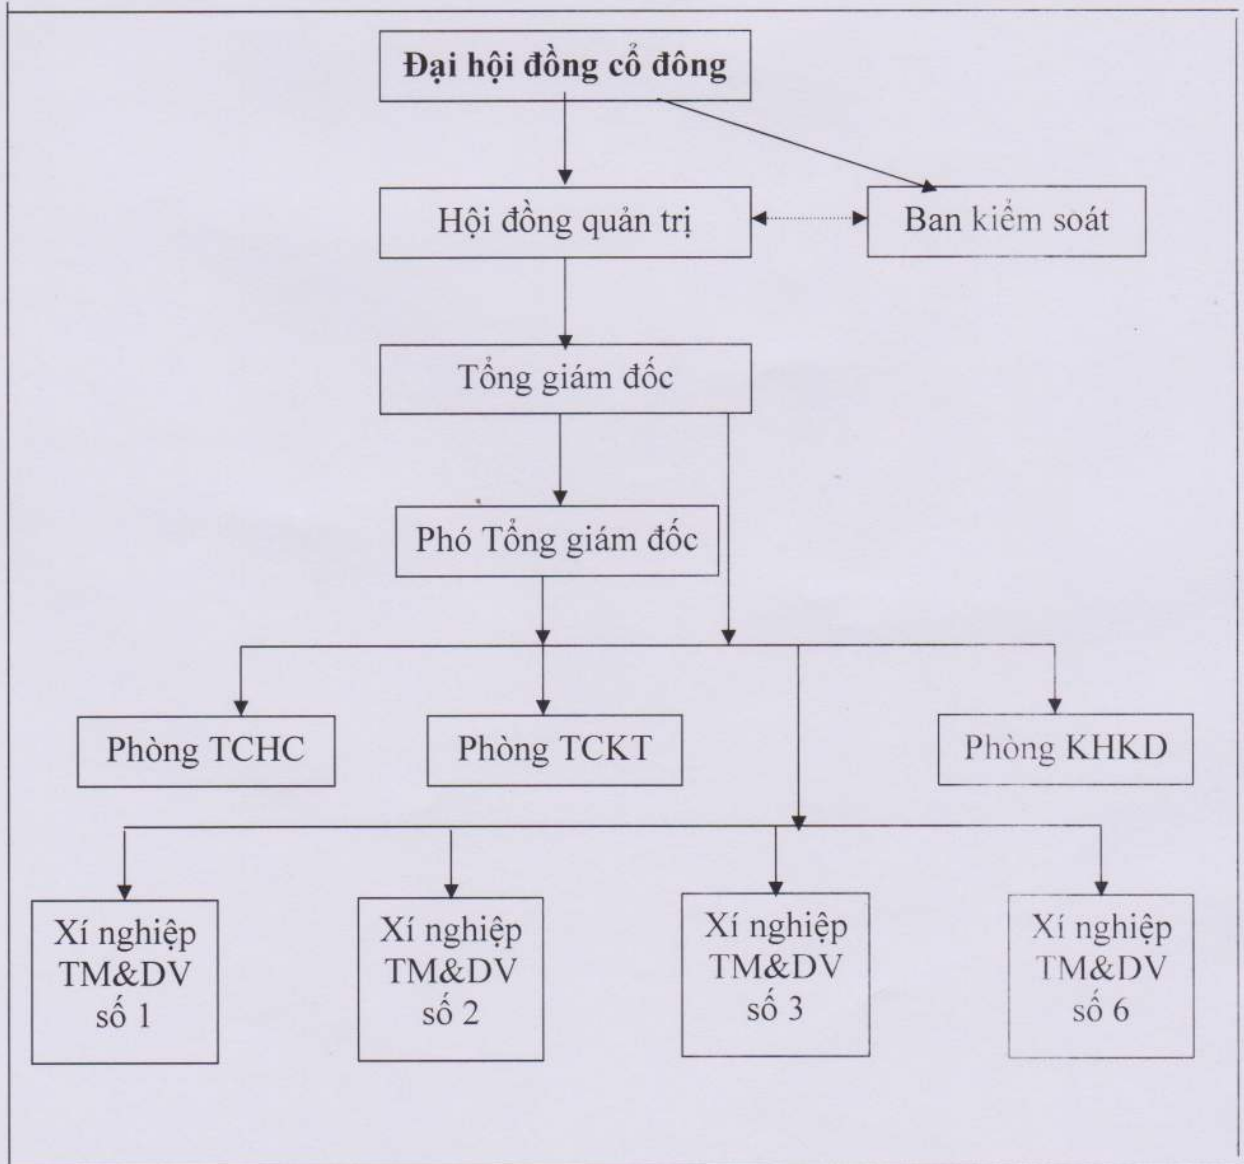 Đại hội đồng cổ đông
Hội đồng quản trị
Ban kiểm soát
Tổng giám đốc
Phó Tổng giám đốc
Phòng TCHC
Phòng TCKT
Phòng KHKD
Xí nghiệp
TM&DV
số 1
Xí nghiệp
TM&DV
số 2
Xí nghiệp
TM&DV
số 3
Xí nghiệp
TM&DV
số 6